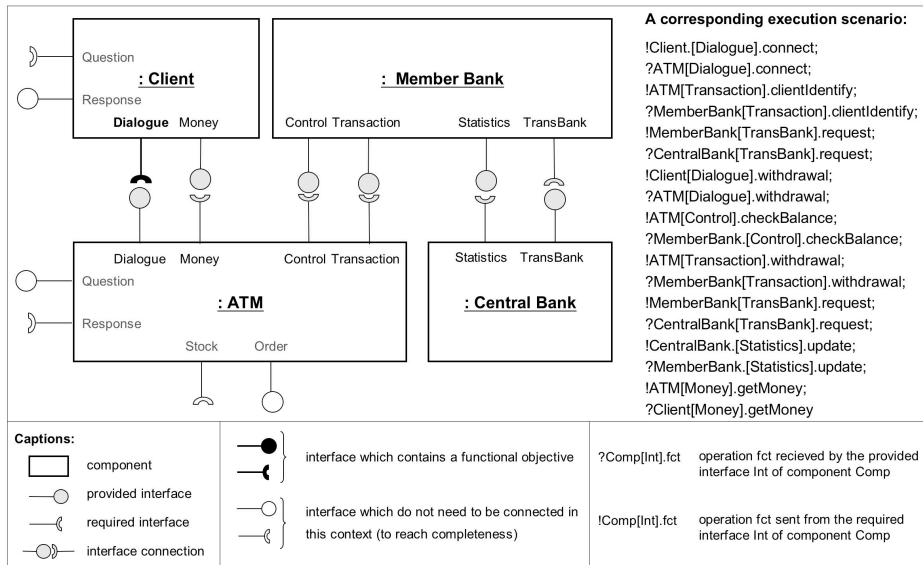 Question
: Client
Response
Dialogue Money
: Member Bank
Control Transaction
Statistics TransBank
Dialogue Money
Control Transaction
Question
: ATM
Response
Stock Order
Statistics TransBank
: Central Bank
A corresponding execution scenario:
!Client.[Dialogue].connect;
?ATM[Dialogue].connect;
!ATM[Transaction].clientIdentify;
?MemberBank[Transaction].clientIdentify;
!MemberBank[TransBank].request;
?CentralBank[TransBank].request;
!Client[Dialogue].withdrawal;
?ATM[Dialogue].withdrawal;
!ATM[Control].checkBalance;
?MemberBank.[Control].checkBalance;
!ATM[Transaction].withdrawal;
?MemberBank[Transaction].withdrawal;
!MemberBank[TransBank].request;
?CentralBank[TransBank].request;
!CentralBank.[Statistics].update;
?MemberBank.[Statistics].update;
!ATM[Money].getMoney;
?Client[Money].getMoney
Captions:
component
provided interface
required interface
interface connection
interface which contains a functional objective
interface which do not need to be connected in
this context (to reach completeness)
?Comp[Int].fct operation fct recieved by the provided
interface Int of component Comp
!Comp[Int].fct operation fct sent from the required
interface Int of component Comp